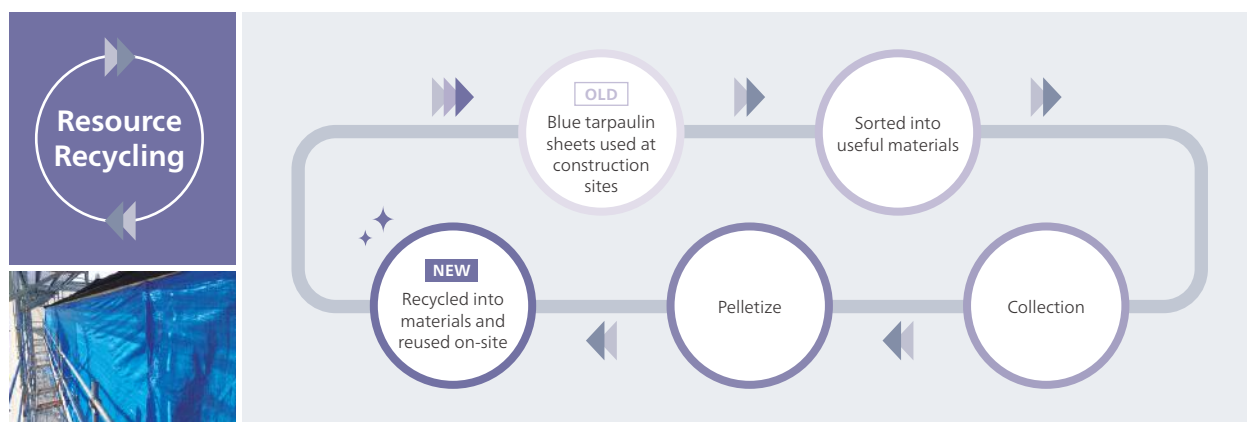 Resource
Recycling
OLD
Blue tarpaulin
sheets used at
construction
sites
Sorted into
useful materials
Collection
Pelletize
NEW
Recycled into
materials and
reused on-site